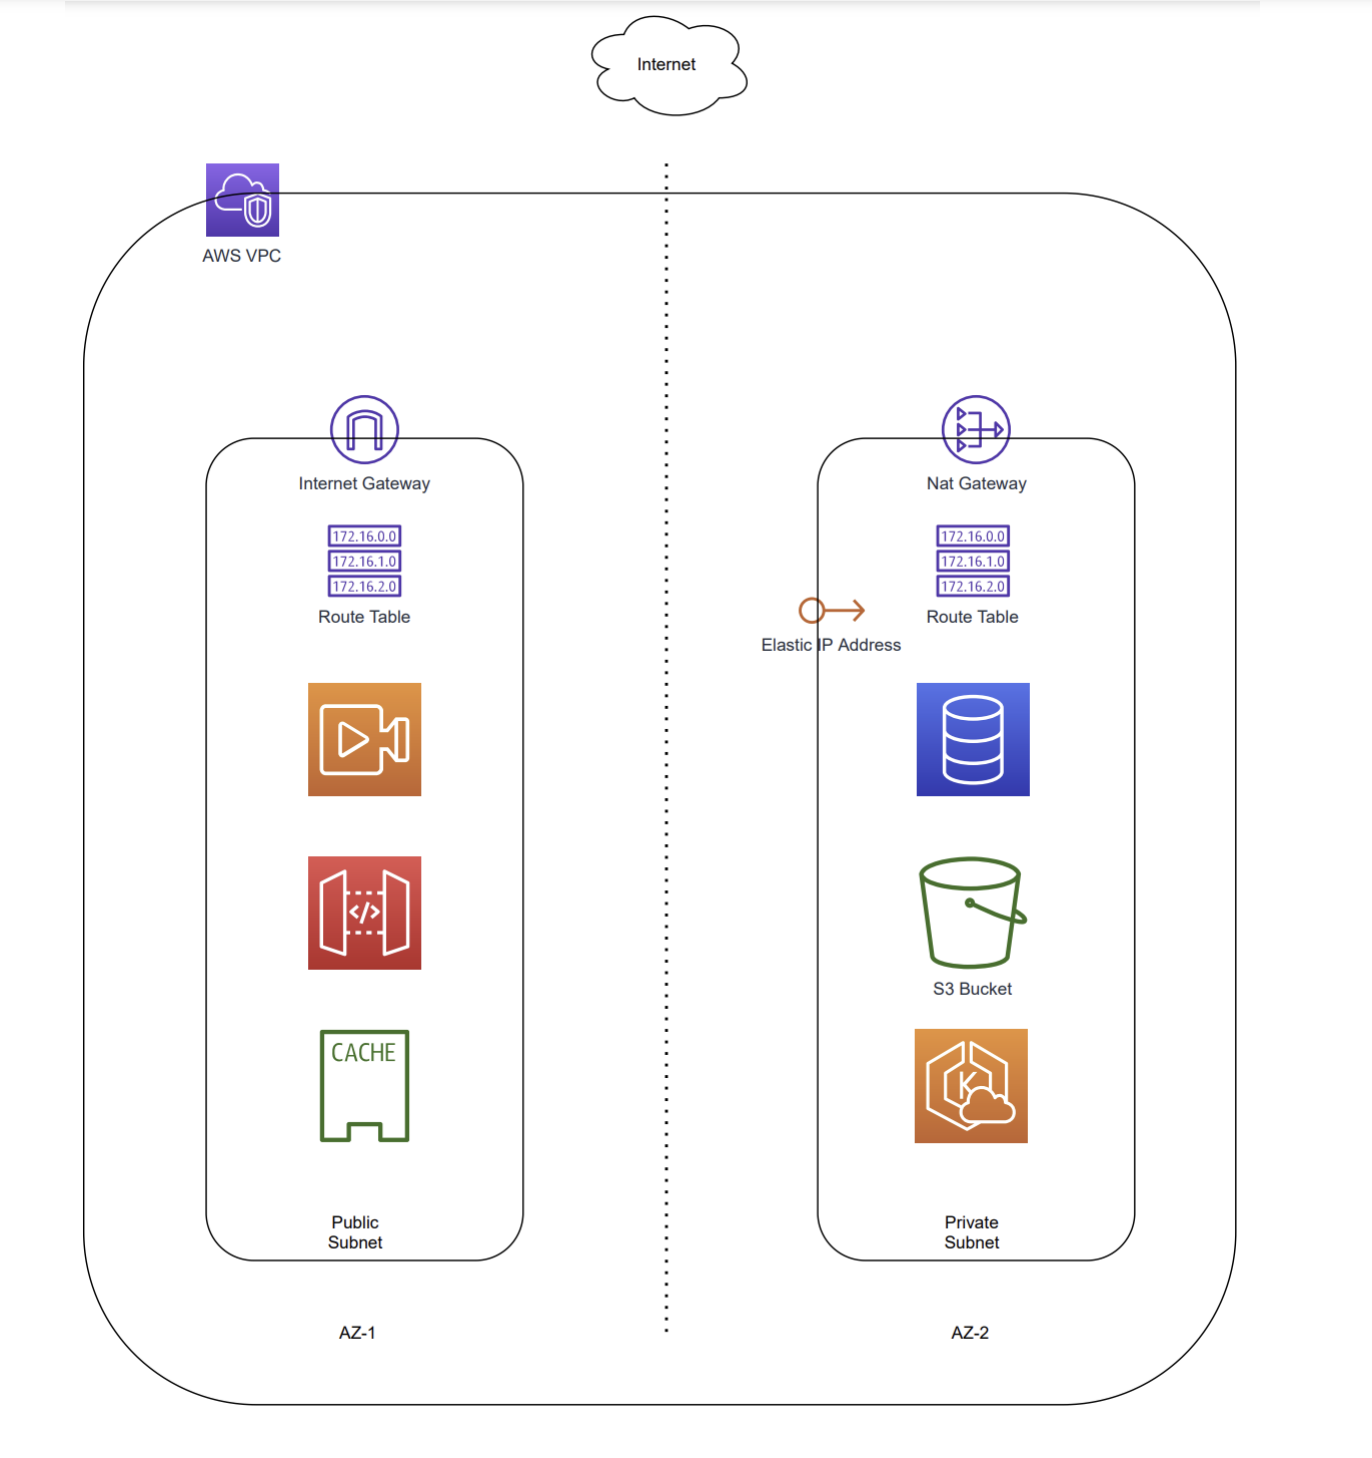 Internet
AWS VPC
Internet Gateway
172.16.0.0
172.16.1.0
172.16.2.0
Route Table
Nat Gateway
172.16.0.0
172.16.1.0
172.16.2.0
Route Table
Elastic IP Address
</>
CACHE
Public
Subnet
AZ-1
S3 Bucket
K
Private
Subnet
AZ-2